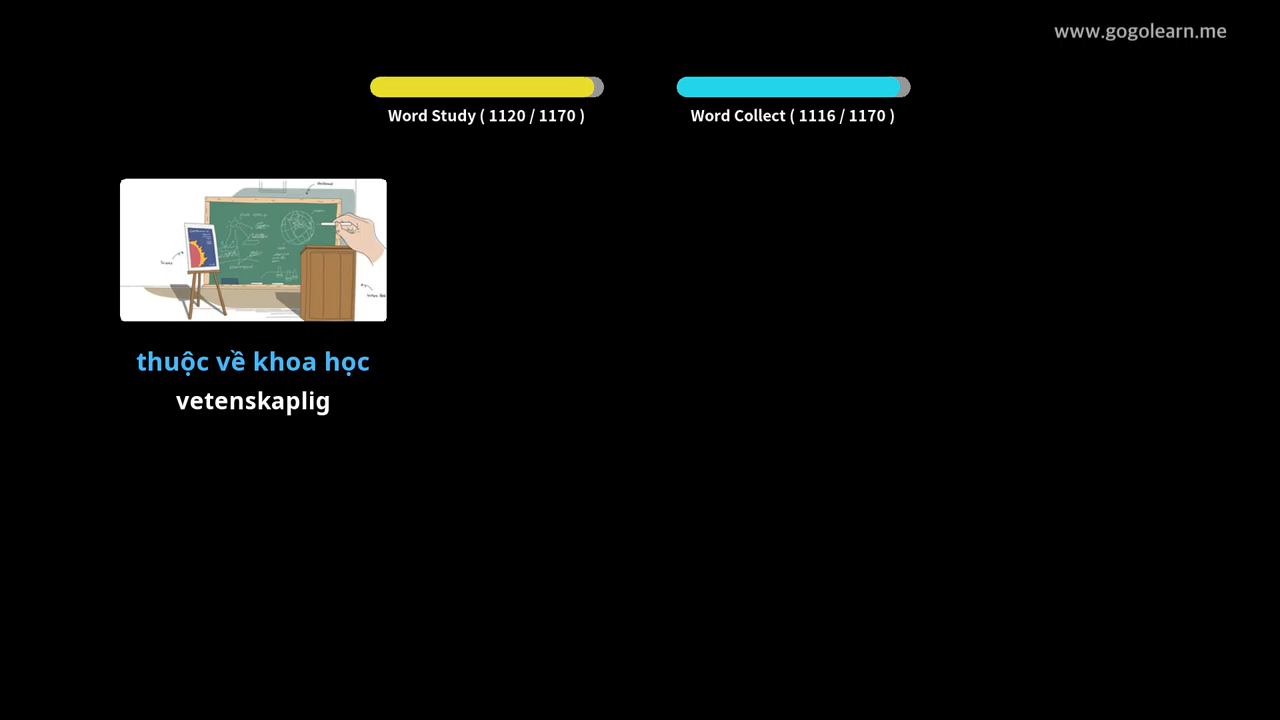 www.gogolearn.me
Word Study ( 1120 / 1170 )
Word Collect ( 1116 / 1170 )
thuộc về khoa học
vetenskaplig